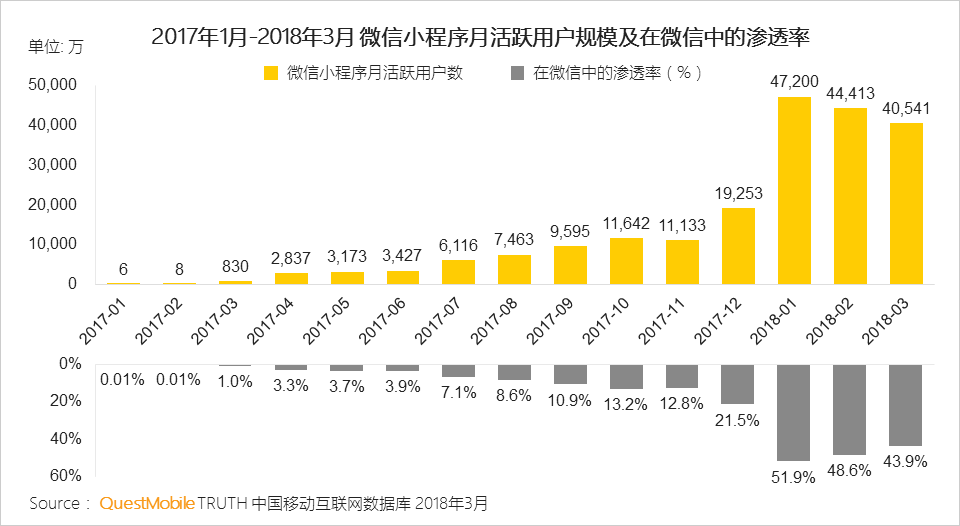 2017年1月-2018年3月 微信小程序月活跃用户规模及在微信中的渗透率
单位: 万
微信小程序月活跃用户数 在微信中的渗透率（%）
50,000
40,000
30,000
20,000
10,000
0
6 8 830 2,837 3,173 3,427 6,116 7,463 9,595 11,642 11,133 19,253 47,200 44,413 40,541
2017-01 2017-02 2017-03 2017-04 2017-05 2017-06 2017-07 2017-08 2017-09 2017-10 2017-11 2017-12 2018-01 2018-02 2018-03
0%
20%
40%
60%
0.01% 0.01% 1.0% 3.3% 3.7% 3.9% 7.1% 8.6% 10.9% 13.2% 12.8% 21.5% 51.9% 48.6% 43.9%
Source： QuestMobile TRUTH 中国移动互联网数据库 2018年3月